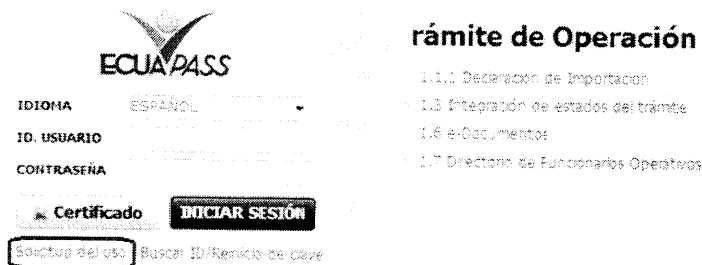 ECUAPASS
IDIOMA ESPAÑOL
ID. USUARIO
CONTRASEÑA
Certificado INICIAR SESIÓN
Solicitud del uso Buscar ID/Reinicio de clave
rámite de Operación
1.1.1 Declaracion de Importacion
1.3 Integración de estados del trámite
1.6 e-Documentos
1.7 Directorio de Funcionarios Operativos